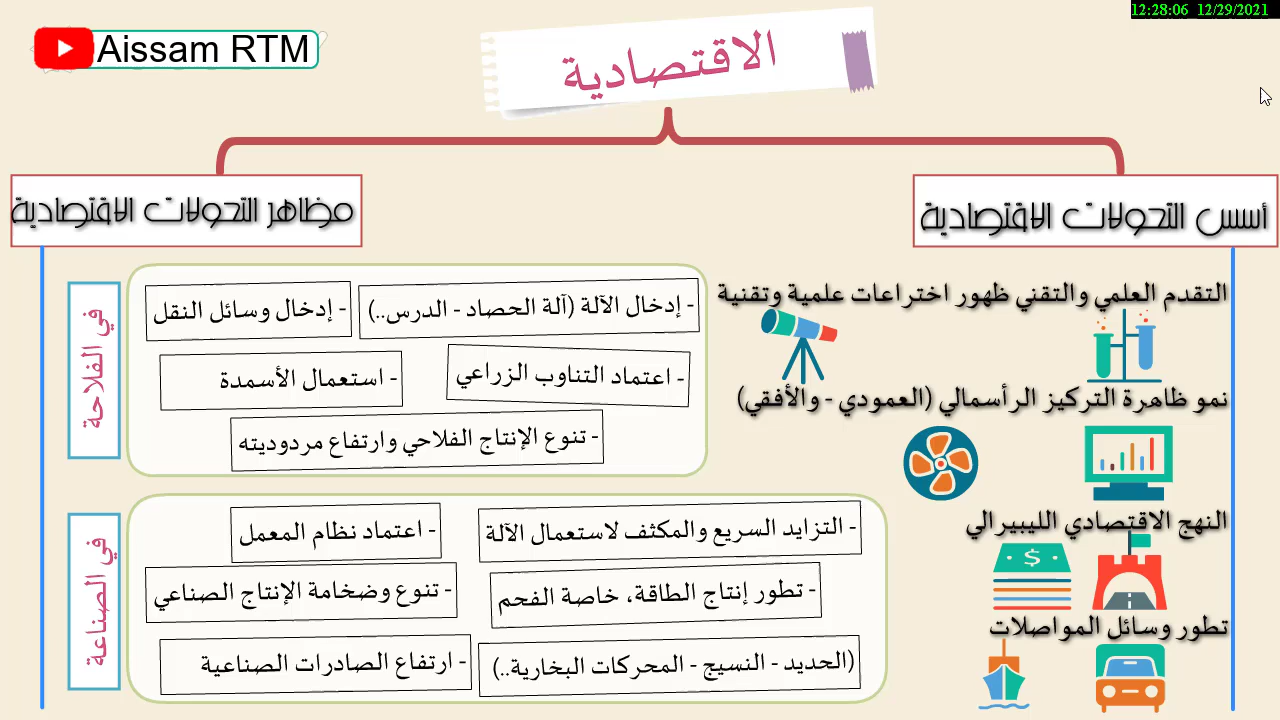 12:28:06 12/29/2021
Aissam RTM
الاقتصادية
أسس التحولات الاقتصادية
التقدم العلمي والتقني ظهور اختراعات علمية وتقنية
نمو ظاهرة التركيز الرأسمالي (العمودي - والأفقي)
النهج الاقتصادي الليبيرالي
تطور وسائل المواصلات
مظاهر التحولات الاقتصادية
في الفلاحة
- إدخال الآلة (آلة الحصاد - الدرس..)
- إدخال وسائل النقل
- اعتماد التناوب الزراعي
- استعمال الأسمدة
- تنوع الإنتاج الفلاحي وارتفاع مردوديته
في الصناعة
- التزايد السريع والمكثف لاستعمال الآلة
- اعتماد نظام المعمل
- تطور إنتاج الطاقة، خاصة الفحم
- تنوع وضخامة الإنتاج الصناعي
(الحديد - النسيج - المحركات البخارية..)
- ارتفاع الصادرات الصناعية